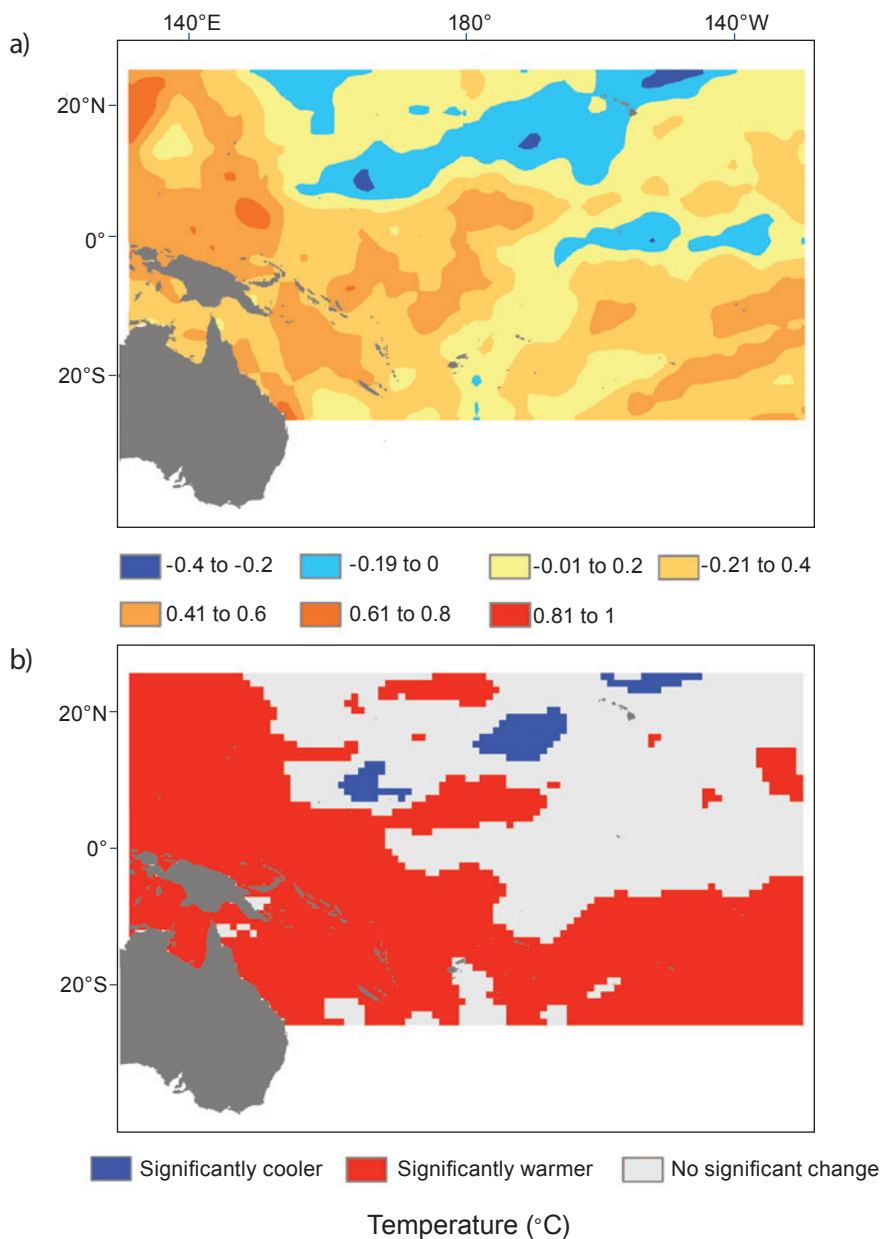 a)
140°E 180° 140°W
20°N
0°
20°S
-0.4 to -0.2 -0.19 to 0 -0.01 to 0.2 -0.21 to 0.4
0.41 to 0.6 0.61 to 0.8 0.81 to 1
b)
20°N
0°
20°S
Significantly cooler Significantly warmer No significant change
Temperature (°C)